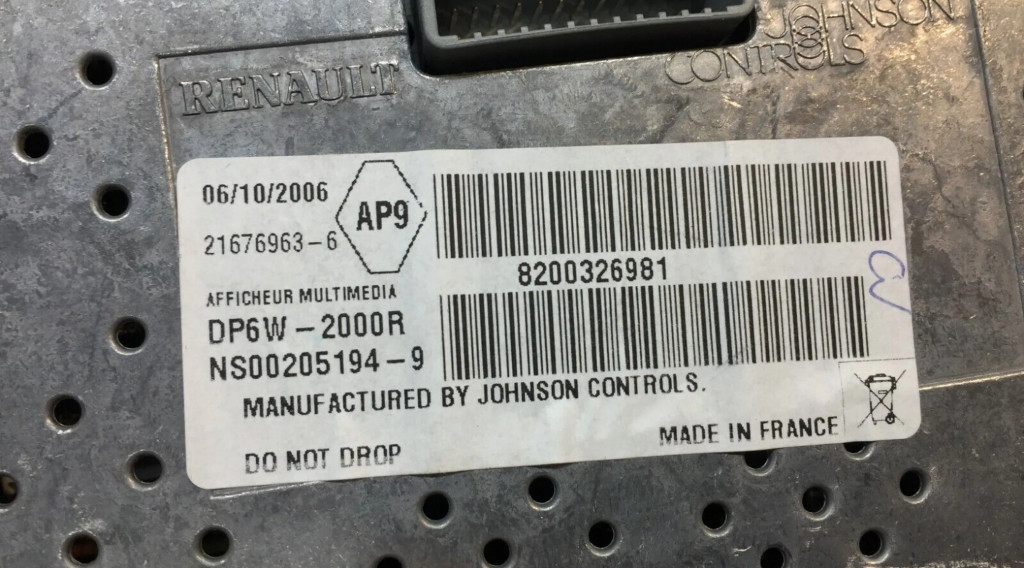 JOHNSON
CONTROLS
RENAULT
06/10/2006
AP9
21676963-6
8200326981
AFFICHEUR MULTIMEDIA
DP6W-2000R
NS00205194-9
MANUFACTURED BY JOHNSON CONTROLS.
MADE IN FRANCE
DO NOT DROP